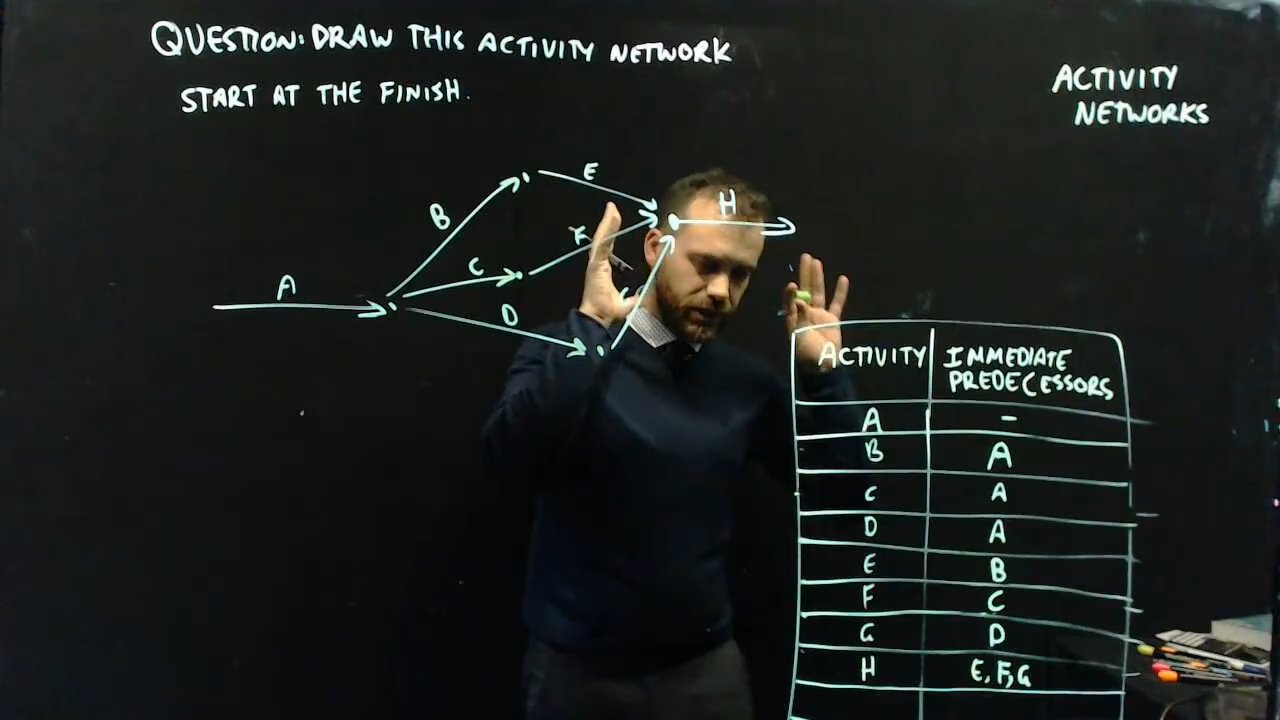 QUESTION: DRAW THIS ACTIVITY NETWORK
START AT THE FINISH.
ACTIVITY
NETWORKS
E
H
B
F
C
A
D
G
ACTIVITY IMMEDIATE
PREDECESSORS
A -
B A
C A
D A
E B
F C
G D
H E, F, G